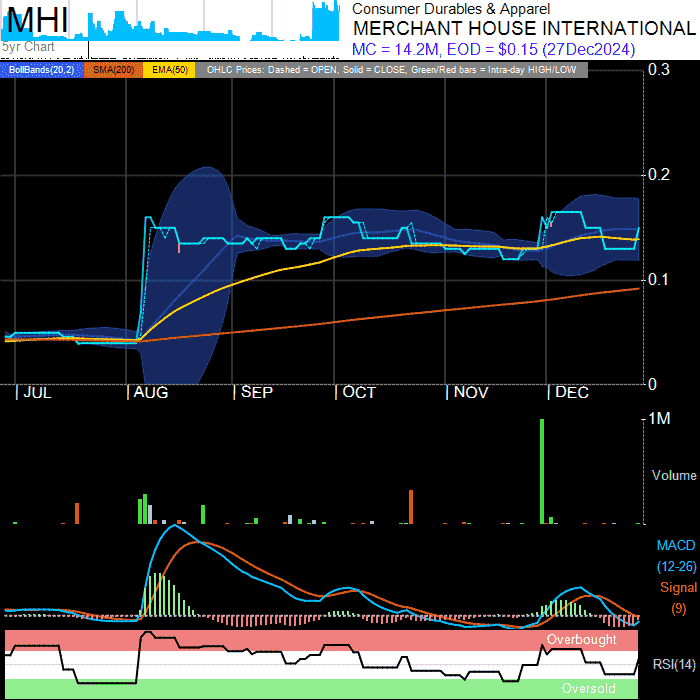 MHI
5yr Chart
Consumer Durables & Apparel
MERCHANT HOUSE INTERNATIONAL
MC = 14.2M, EOD = $0.15 (27Dec2024)
BollBands(20,2) SMA(200) EMA(50) OHLC Prices: Dashed = OPEN, Solid = CLOSE, Green/Red bars = Intra-day HIGH/LOW
0.3
0.2
0.1
0
JUL AUG SEP OCT NOV DEC
1M
Volume
MACD
(12-26)
Signal
(9)
Overbought
RSI(14)
Oversold